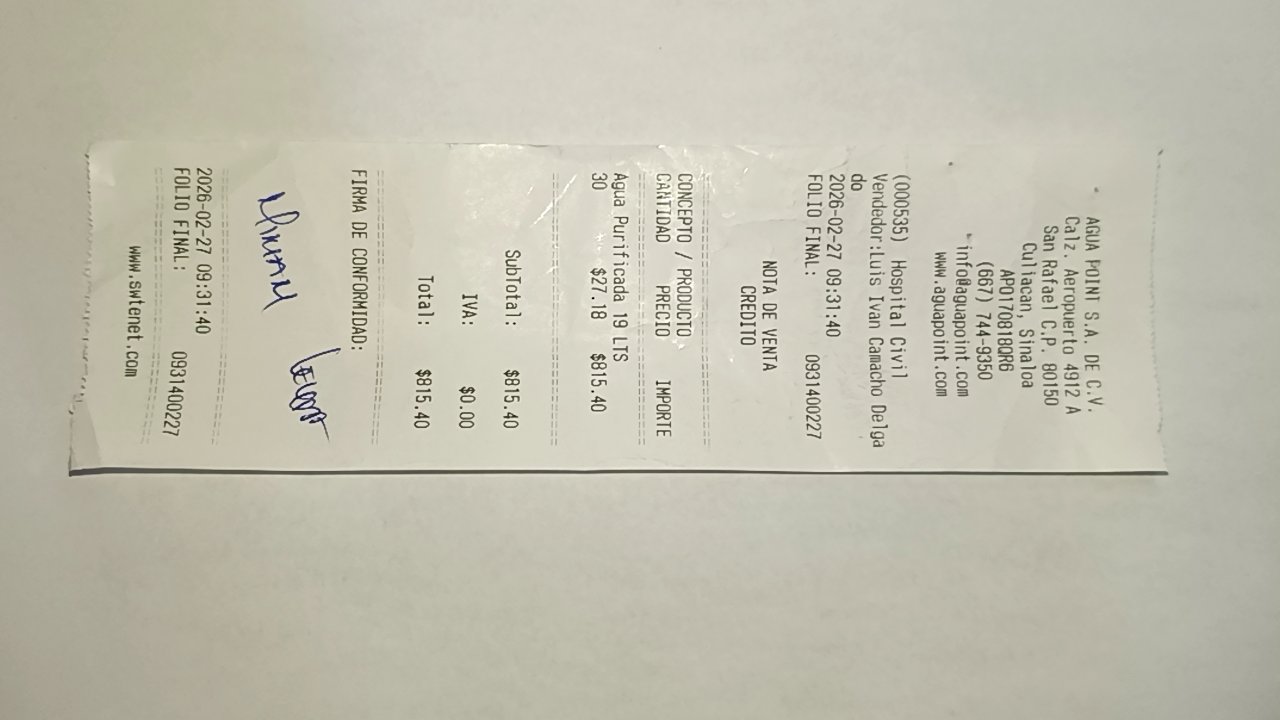 AGUA POINT S.A. DE C.V.
Calz. Aeropuerto 4912 A
San Rafael C.P. 80150
Culiacan, Sinaloa
APO170818QR6
(667) 744-9350
info@aguapoint.com
www.aguapoint.com
(000535) Hospital Civil
Vendedor:Luis Ivan Camacho Delga
do
2026-02-27 09:31:40
FOLIO FINAL: 0931400227
NOTA DE VENTA
CREDITO
CONCEPTO / PRODUCTO
CANTIDAD PRECIO IMPORTE
Agua Purificada 19 LTS
30 $27.18 $815.40
SubTotal: $815.40
IVA: $0.00
Total: $815.40
FIRMA DE CONFORMIDAD:
2026-02-27 09:31:40
FOLIO FINAL: 0931400227
www.swtenet.com